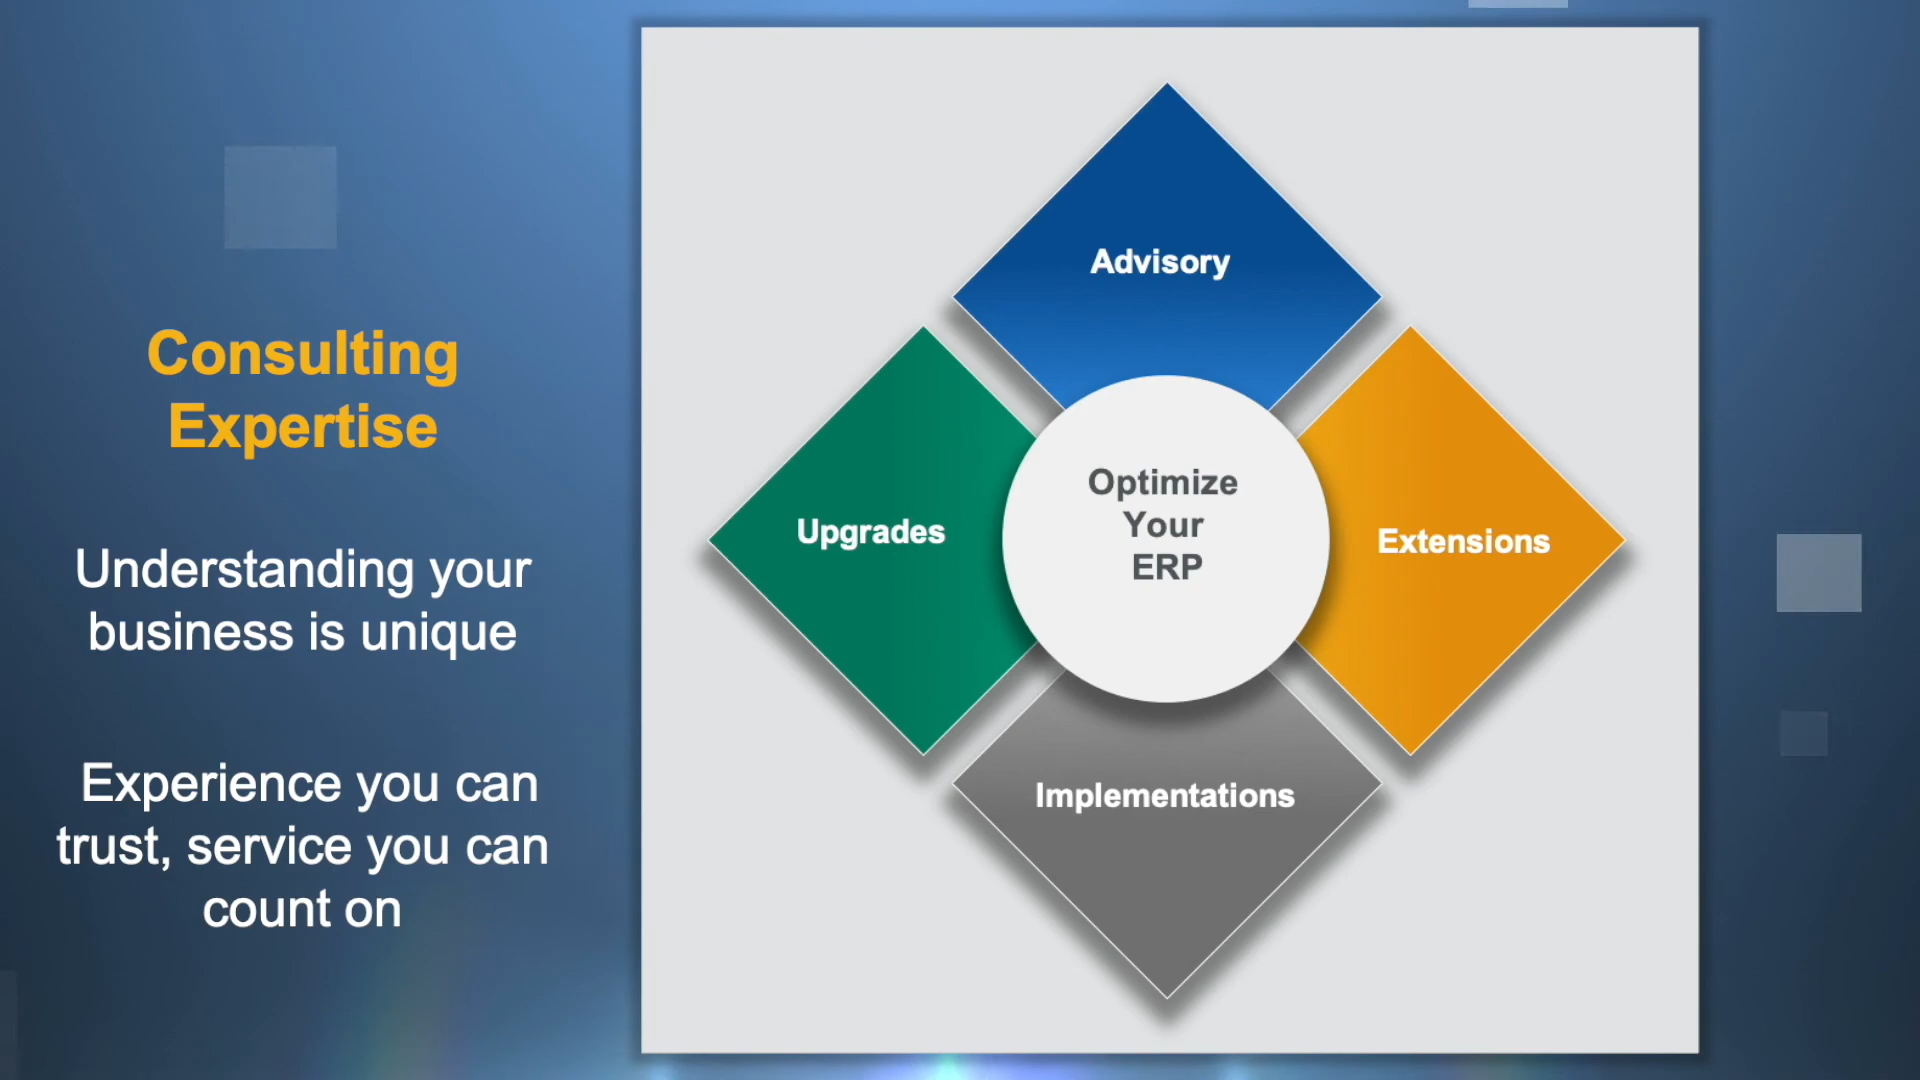 Consulting
Expertise
Understanding your
business is unique
Experience you can
trust, service you can
count on
Advisory
Upgrades
Optimize
Your
ERP
Extensions
Implementations